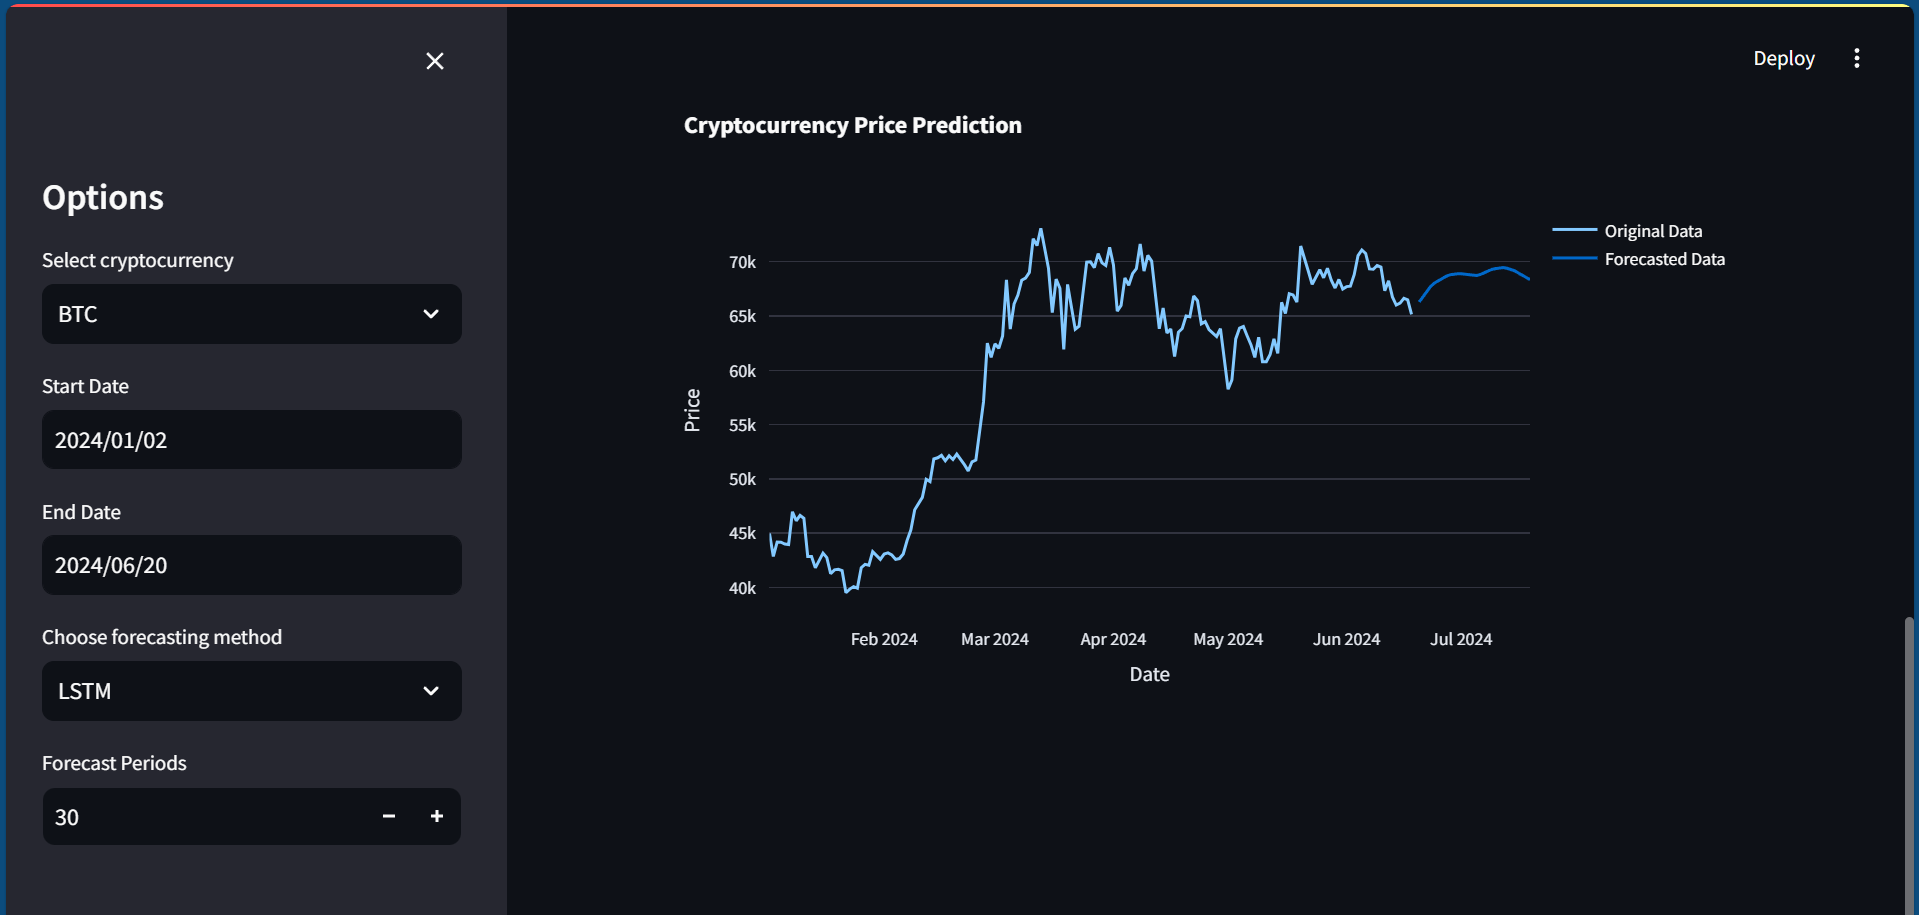 Options
Select cryptocurrency
BTC
Start Date
2024/01/02
End Date
2024/06/20
Choose forecasting method
LSTM
Forecast Periods
30
Deploy
Cryptocurrency Price Prediction
Original Data
Forecasted Data
70k
65k
60k
55k
50k
45k
40k
Price
Feb 2024 Mar 2024 Apr 2024 May 2024 Jun 2024 Jul 2024
Date